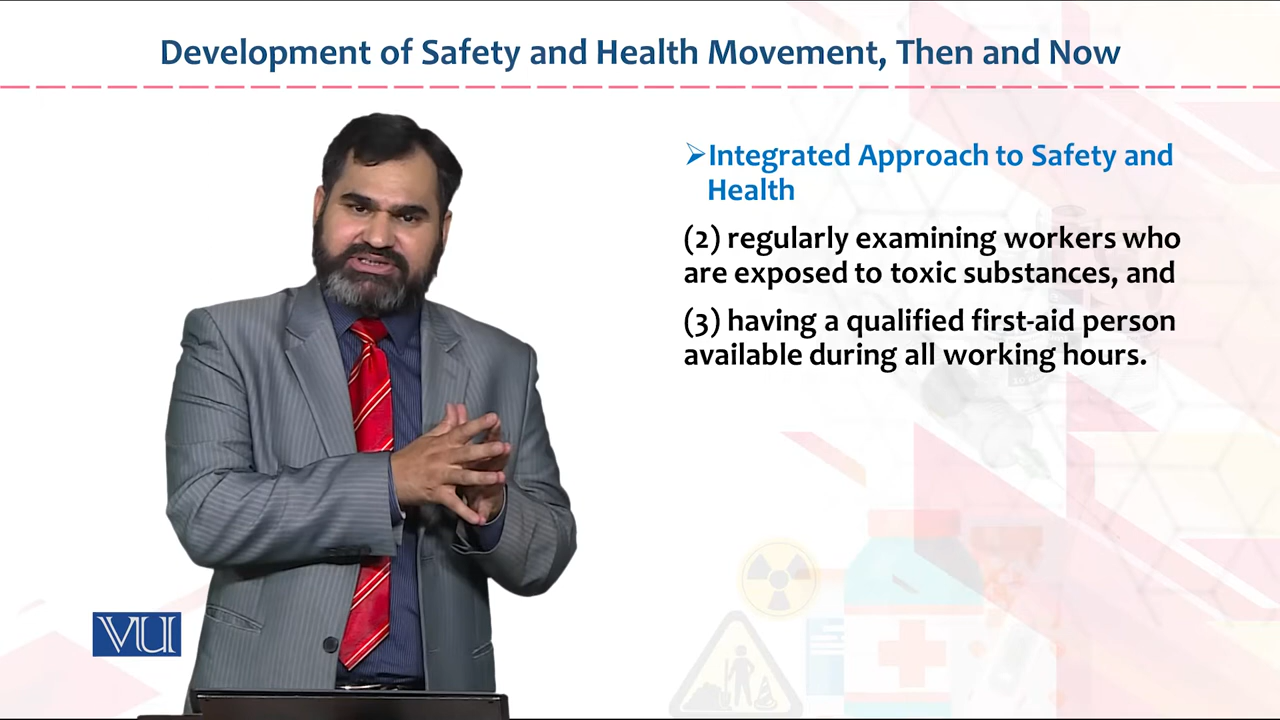 Development of Safety and Health Movement, Then and Now
➢Integrated Approach to Safety and
Health
(2) regularly examining workers who
are exposed to toxic substances, and
(3) having a qualified first-aid person
available during all working hours.
VU